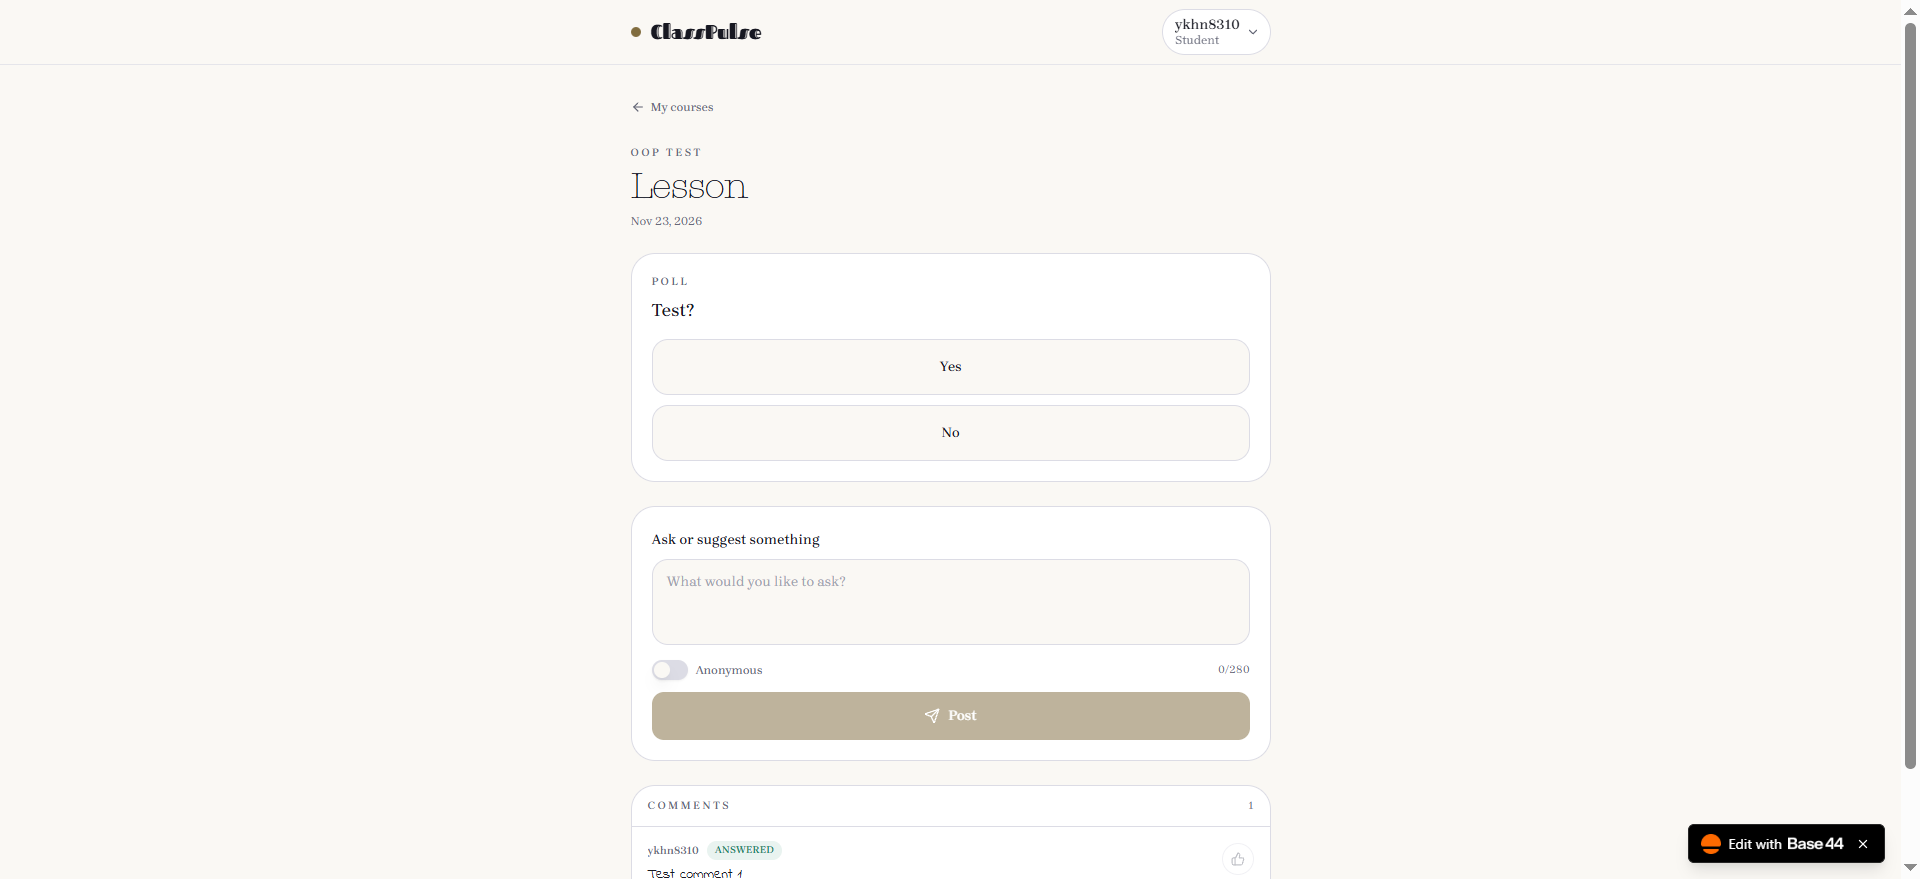 ClassPulse
ykhn8310
Student
My courses
OOP TEST
Lesson
Nov 23, 2026
POLL
Test?
Yes
No
Ask or suggest something
What would you like to ask?
Anonymous
0/280
Post
COMMENTS
1
ykhn8310
ANSWERED
Test comment 1
Edit with Base44